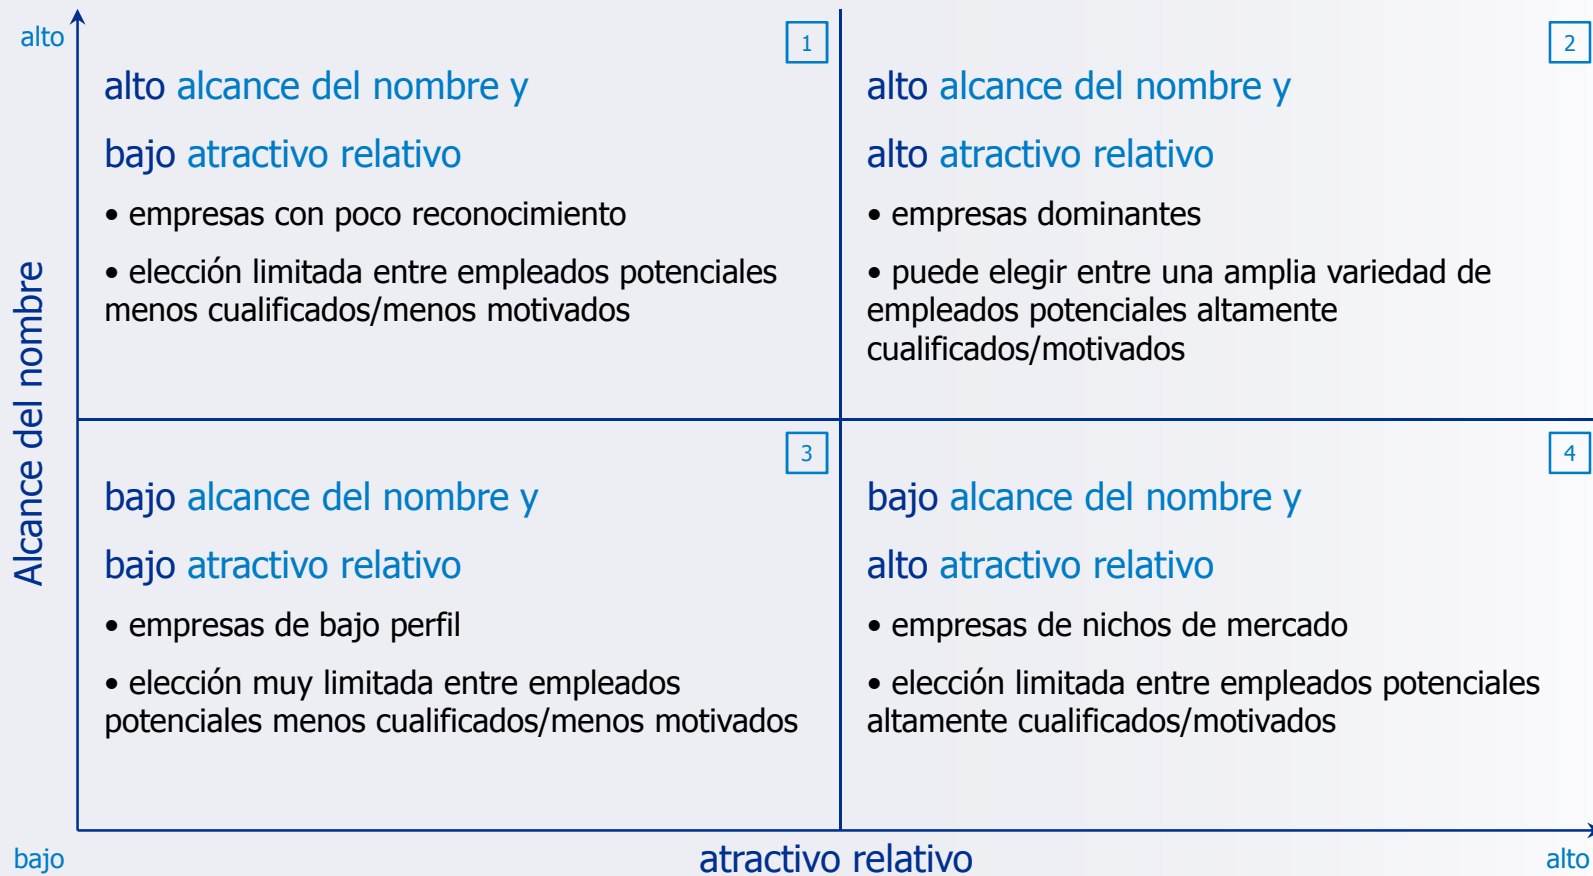 alto
1
alto alcance del nombre y
bajo atractivo relativo
• empresas con poco reconocimiento
• elección limitada entre empleados potenciales
menos cualificados/menos motivados
2
alto alcance del nombre y
alto atractivo relativo
• empresas dominantes
• puede elegir entre una amplia variedad de
empleados potenciales altamente
cualificados/motivados
Alcance del nombre
3
bajo alcance del nombre y
bajo atractivo relativo
• empresas de bajo perfil
• elección muy limitada entre empleados
potenciales menos cualificados/menos motivados
4
bajo alcance del nombre y
alto atractivo relativo
• empresas de nichos de mercado
• elección limitada entre empleados potenciales
altamente cualificados/motivados
bajo
atractivo relativo
alto